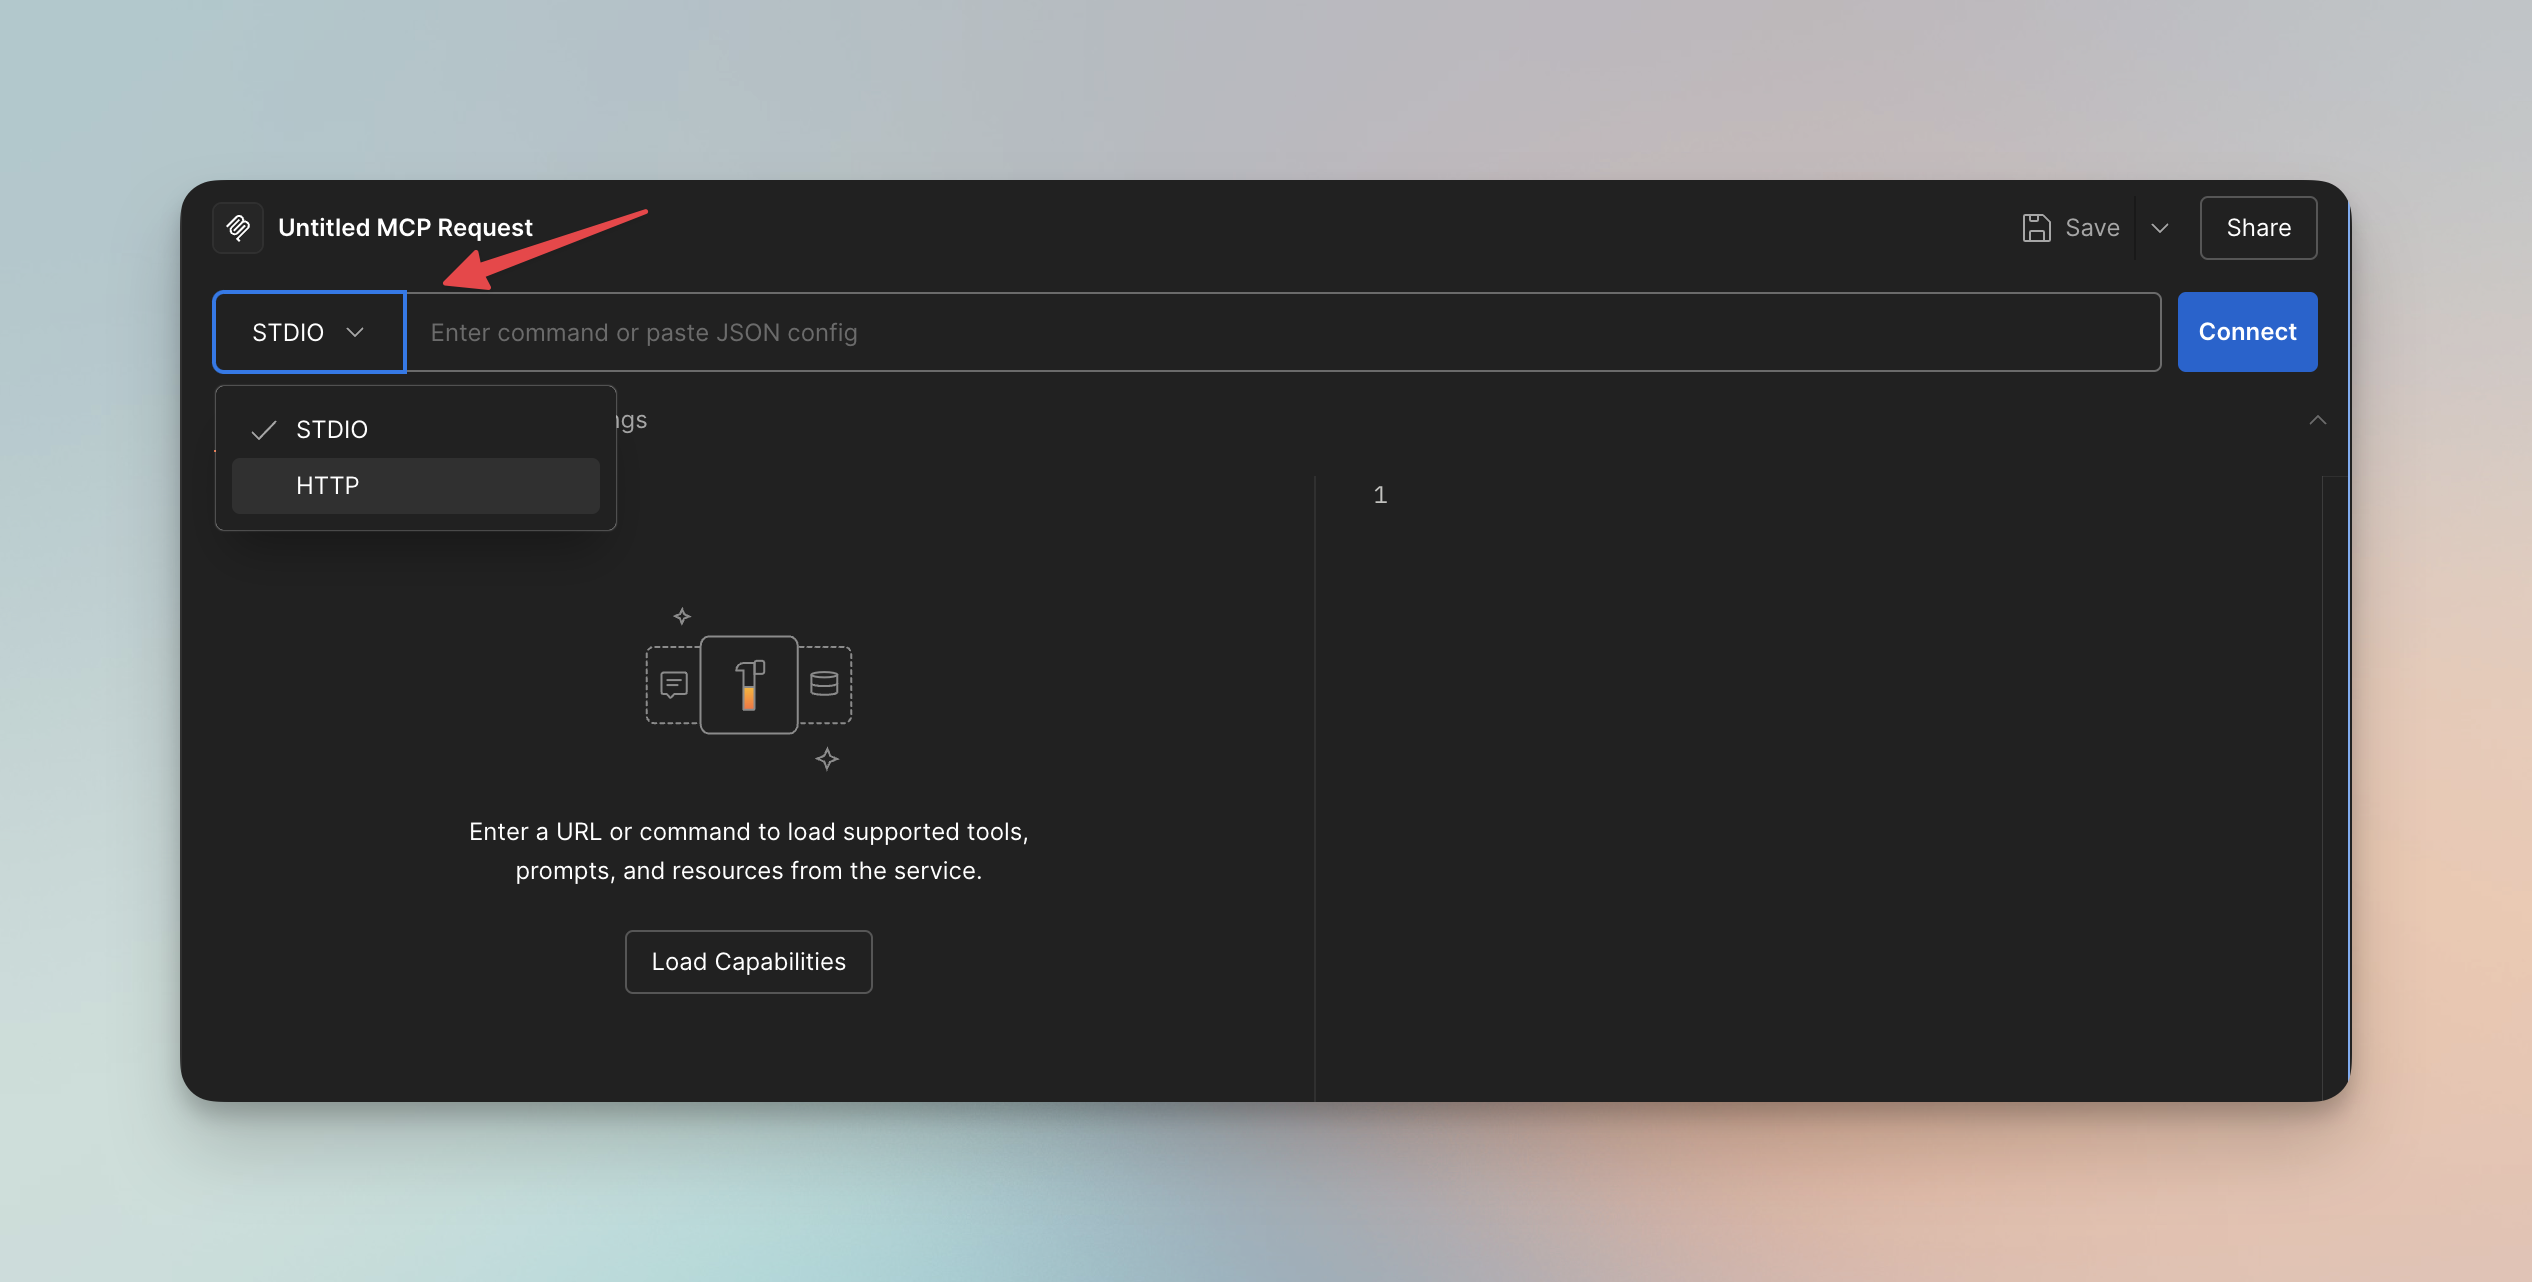 Untitled MCP Request
Save
Share
STDIO
Enter command or paste JSON config
Connect
STDIO
HTTP
1
Enter a URL or command to load supported tools,
prompts, and resources from the service.
Load Capabilities